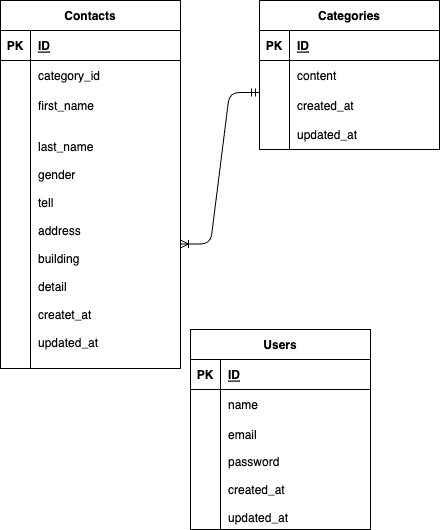 Contacts
PK ID
category_id
first_name
last_name
gender
tell
address
building
detail
createt_at
updated_at
Categories
PK ID
content
created_at
updated_at
Users
PK ID
name
email
password
created_at
updated_at